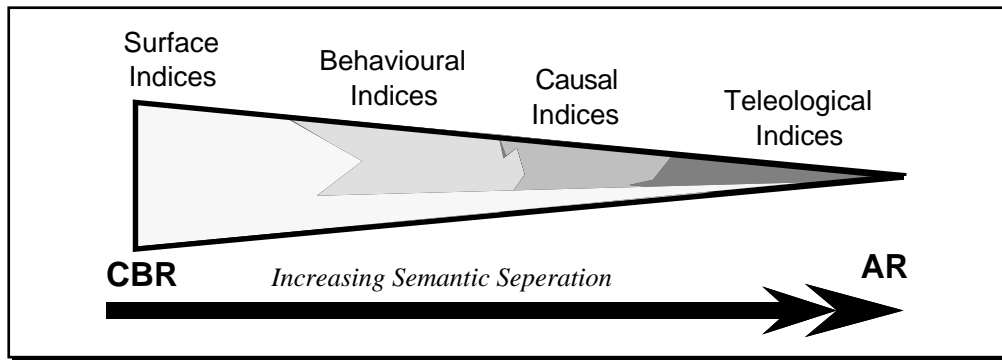 Surface
Indices
Behavioural
Indices
Causal
Indices
Teleological
Indices
CBR
Increasing Semantic Seperation
AR